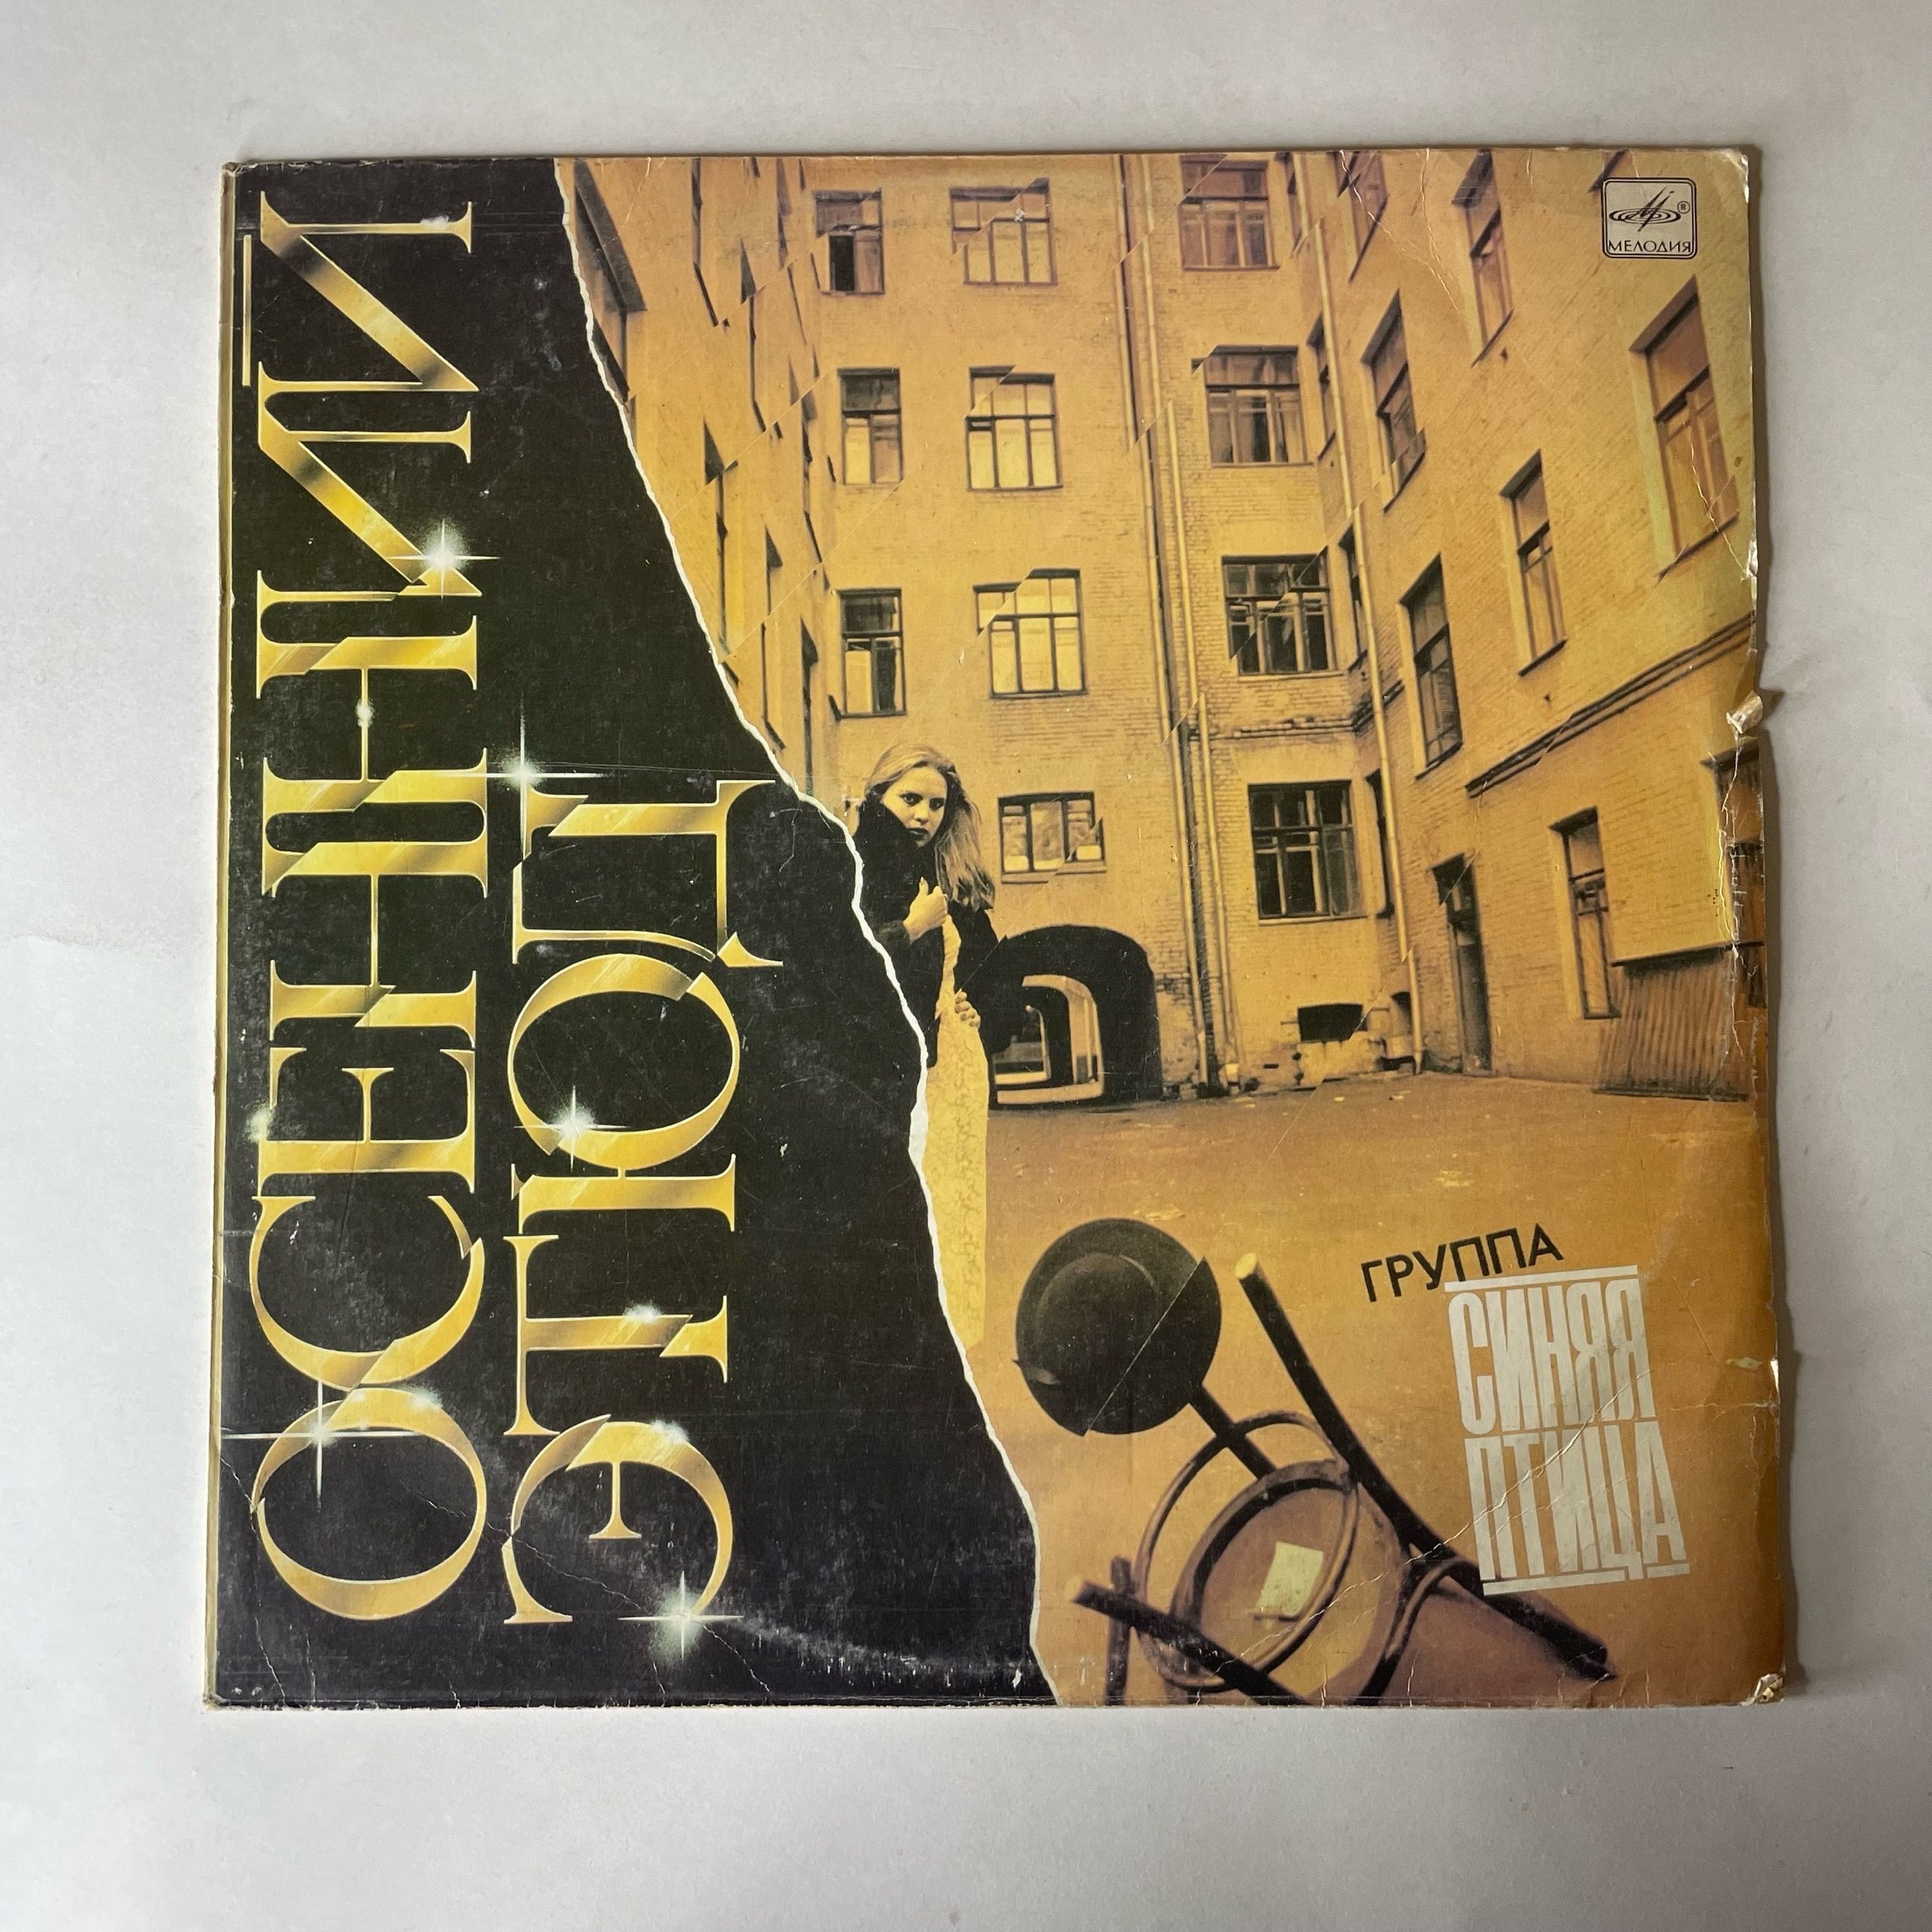 ОСЕННИЙ
ЭТЮД
® МЕЛОДИЯ
ГРУППА
СИНЯЯ
ПТИЦА